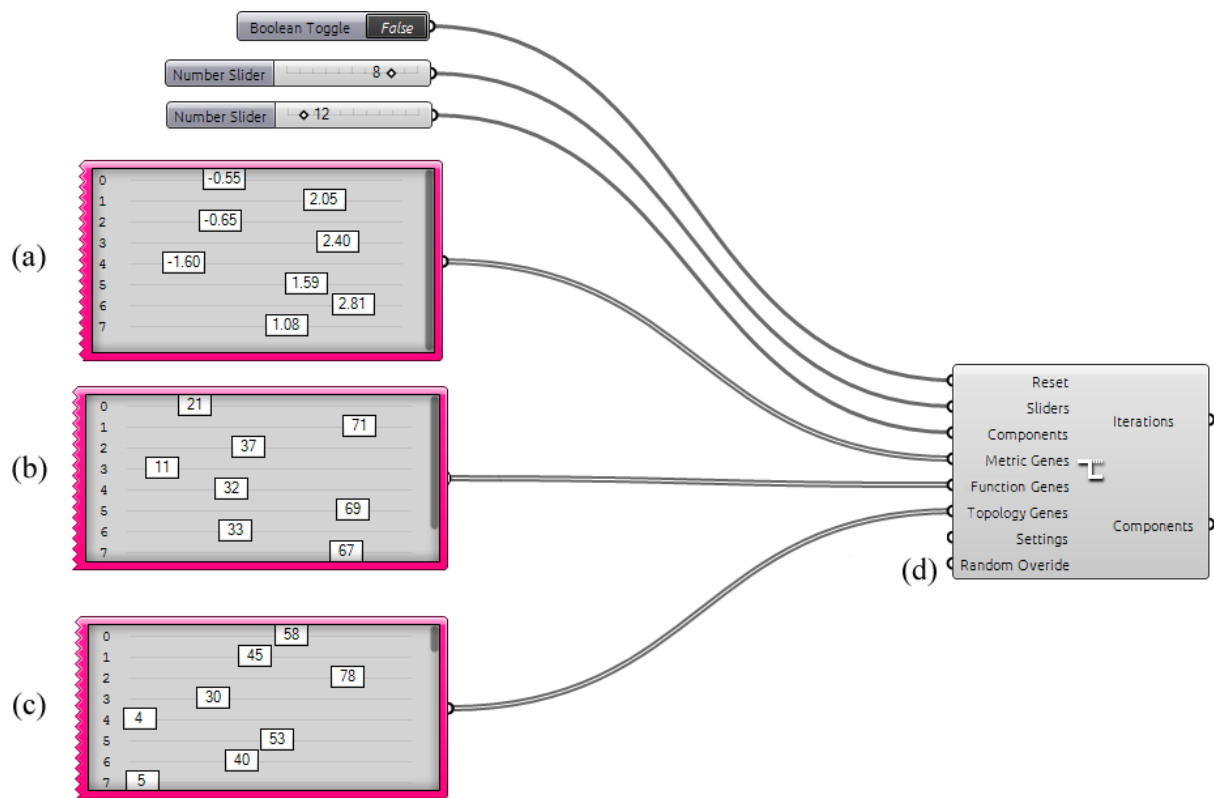 Boolean Toggle False
Number Slider 8
Number Slider 12
(a)
0 -0.55
1 2.05
2 -0.65
3 2.40
4 -1.60
5 1.59
6 2.81
7 1.08
(b)
0 21
1 71
2 37
3 11
4 32
5 69
6 33
7 67
(c)
0 58
1 45
2 78
3 30
4 4
5 53
6 40
7 5
(d)
Reset
Sliders
Components
Metric Genes
Function Genes
Topology Genes
Settings
Random Overide
Iterations
Components